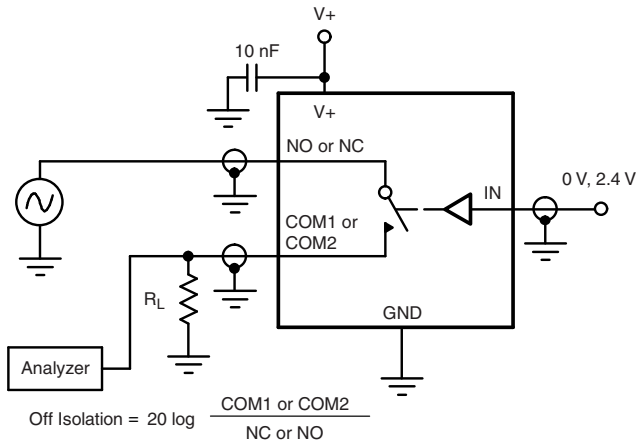 V+
10 nF
V+
NO or NC
0 V, 2.4 V
IN
COM1 or
COM2
RL
GND
Analyzer
Off Isolation = 20 log COM1 or COM2
NC or NO